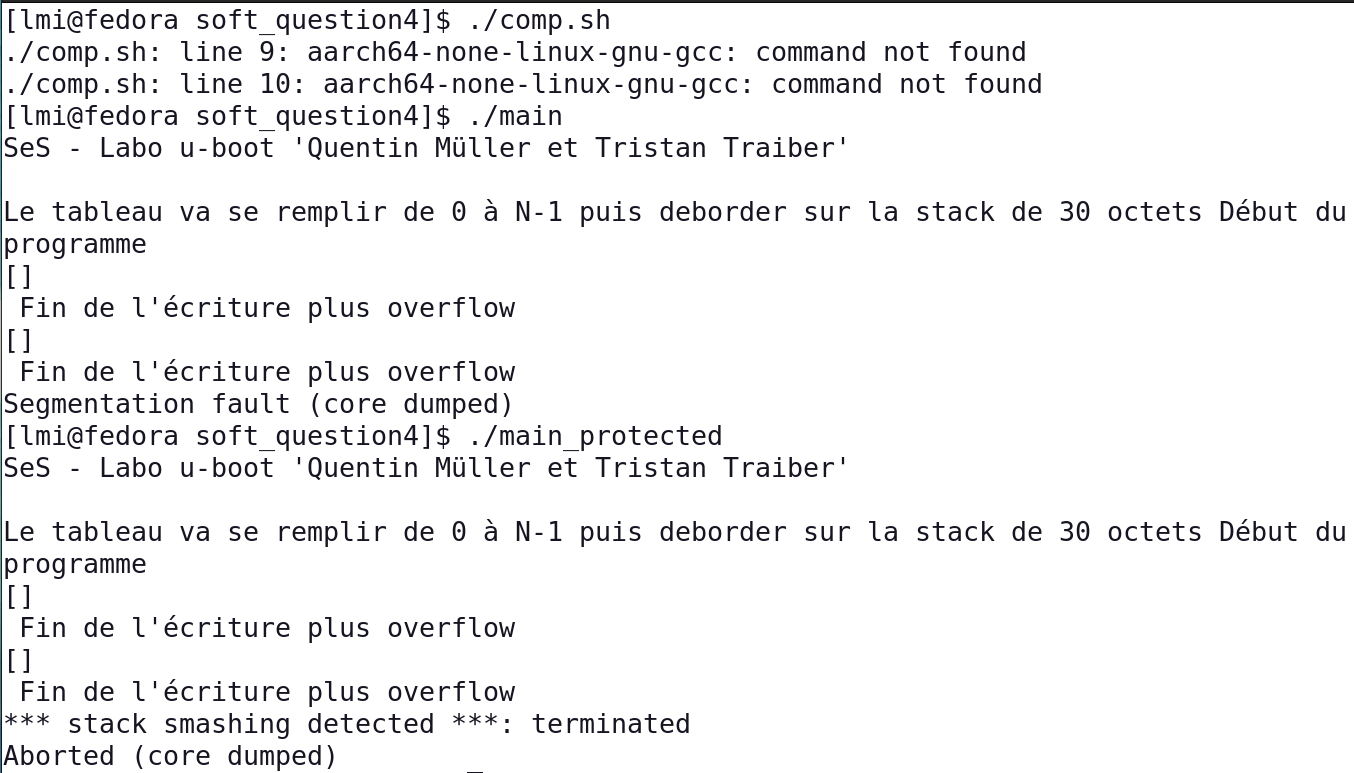 [lmi@fedora soft_question4]$ ./comp.sh
./comp.sh: line 9: aarch64-none-linux-gnu-gcc: command not found
./comp.sh: line 10: aarch64-none-linux-gnu-gcc: command not found
[lmi@fedora soft_question4]$ ./main
SeS - Labo u-boot 'Quentin Müller et Tristan Traiber'

Le tableau va se remplir de 0 à N-1 puis deborder sur la stack de 30 octets Début du
programme
[]
 Fin de l'écriture plus overflow
[]
 Fin de l'écriture plus overflow
Segmentation fault (core dumped)
[lmi@fedora soft_question4]$ ./main_protected
SeS - Labo u-boot 'Quentin Müller et Tristan Traiber'

Le tableau va se remplir de 0 à N-1 puis deborder sur la stack de 30 octets Début du
programme
[]
 Fin de l'écriture plus overflow
[]
 Fin de l'écriture plus overflow
*** stack smashing detected ***: terminated
Aborted (core dumped)